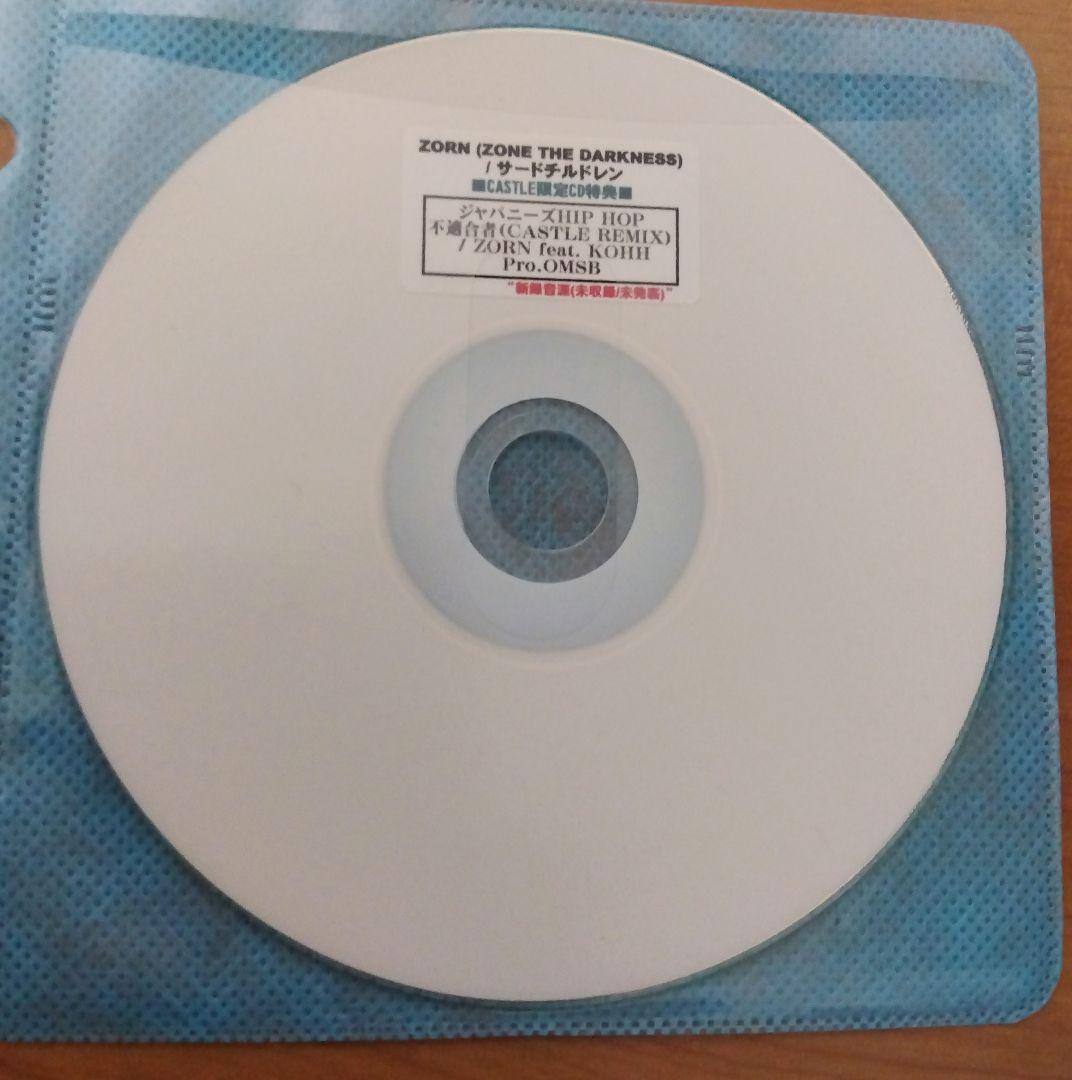 ZORN (ZONE THE DARKNESS)
/ サードチルドレン
■CASTLE限定CD特典■
ジャパニーズHIP HOP
不適合者(CASTLE REMIX)
/ ZORN feat. KOHH
Pro.OMSB
"新録音源(未収録/未発表)"